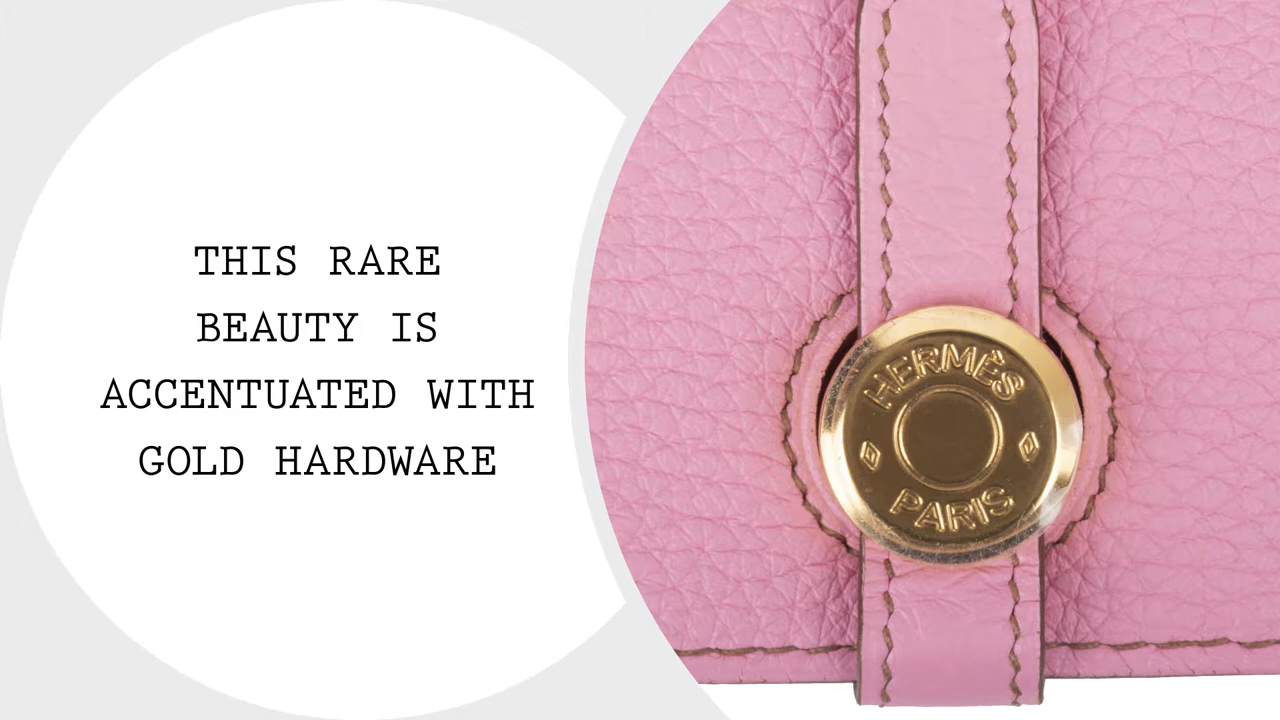 THIS RARE
BEAUTY IS
ACCENTUATED WITH
GOLD HARDWARE
HERMÈS
PARIS